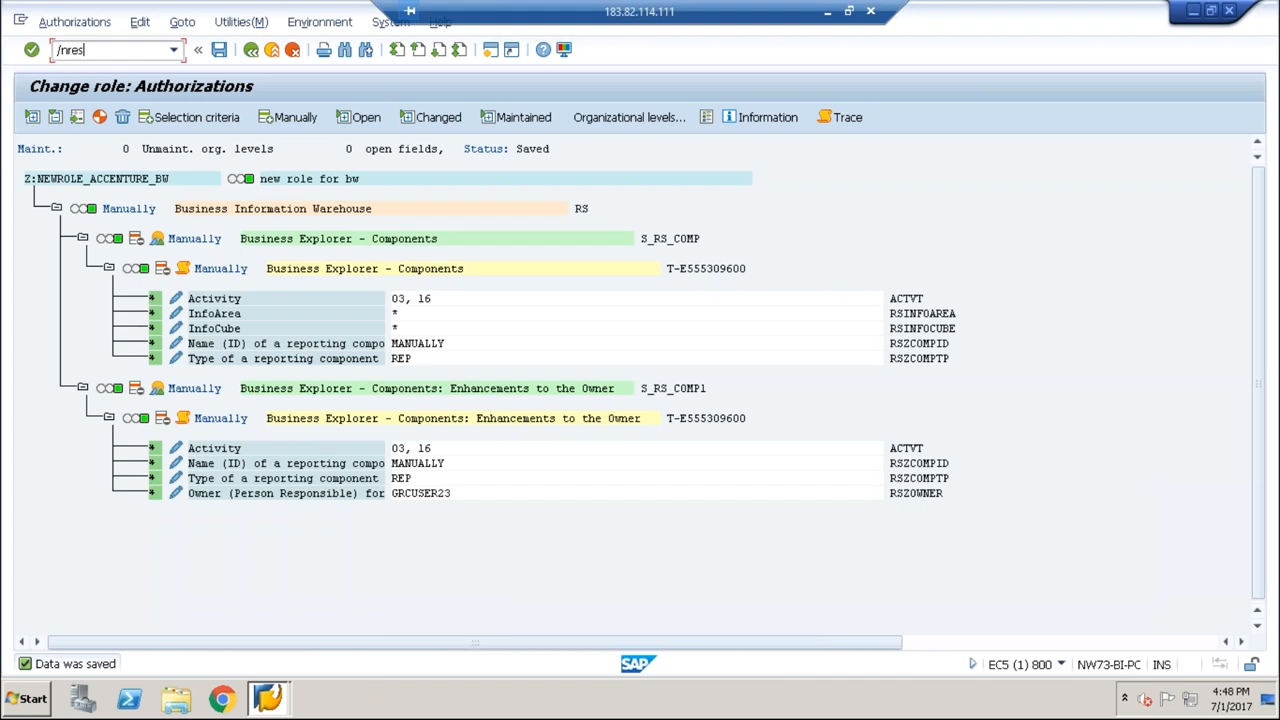 183.82.114.111
Authorizations Edit Goto Utilities(M) Environment System Help
/nres
Change role: Authorizations
Selection criteria Manually Open Changed Maintained Organizational levels... Information Trace
Maint.: 0 Unmaint. org. levels 0 open fields, Status: Saved
Z:NEWROLE_ACCENTURE_BW new role for bw
Manually Business Information Warehouse RS
Manually Business Explorer - Components S_RS_COMP
Manually Business Explorer - Components T-E555309600
Activity 03, 16 ACTVT
InfoArea * RSINFOAREA
InfoCube * RSINFOCUBE
Name (ID) of a reporting compo MANUALLY RSZCOMPID
Type of a reporting component REP RSZCOMPTP
Manually Business Explorer - Components: Enhancements to the Owner S_RS_COMP1
Manually Business Explorer - Components: Enhancements to the Owner T-E555309600
Activity 03, 16 ACTVT
Name (ID) of a reporting compo MANUALLY RSZCOMPID
Type of a reporting component REP RSZCOMPTP
Owner (Person Responsible) for GRCUSER23 RSZOWNER
Data was saved SAP EC5 (1) 800 NW73-BI-PC INS
Start 4:48 PM
7/1/2017